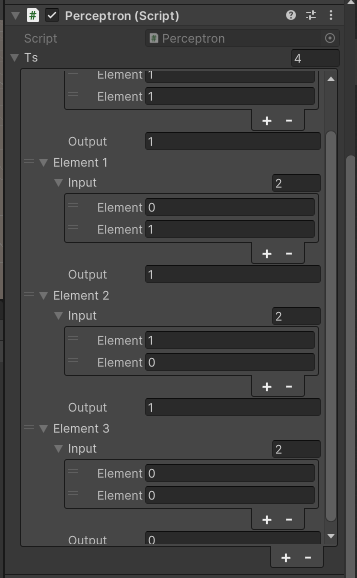 Perceptron (Script)
Script Perceptron
Ts 4
Element 1
Element 1
Output 1
Element 1
Input 2
Element 0
Element 1
Output 1
Element 2
Input 2
Element 1
Element 0
Output 1
Element 3
Input 2
Element 0
Element 0
Output 0